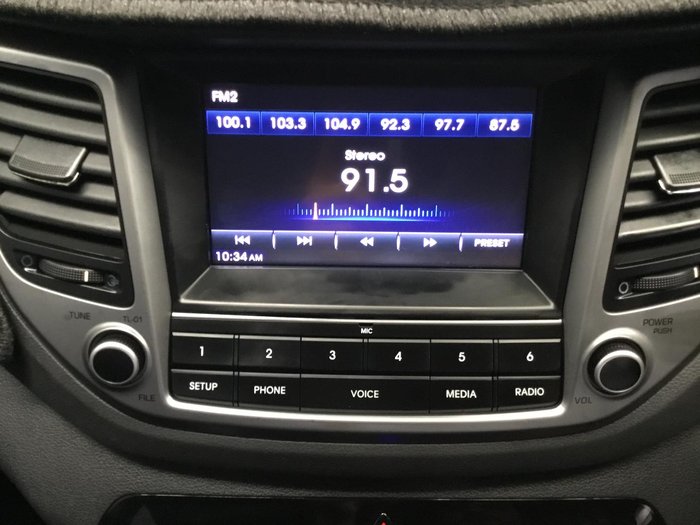 FM2
100.1 103.3 104.9 92.3 97.7 87.5
Stereo
91.5
PRESET
10:34 AM
MIC
TUNE
FILE
1 2 3 4 5 6
SETUP PHONE VOICE MEDIA RADIO
POWER
PUSH
VOL